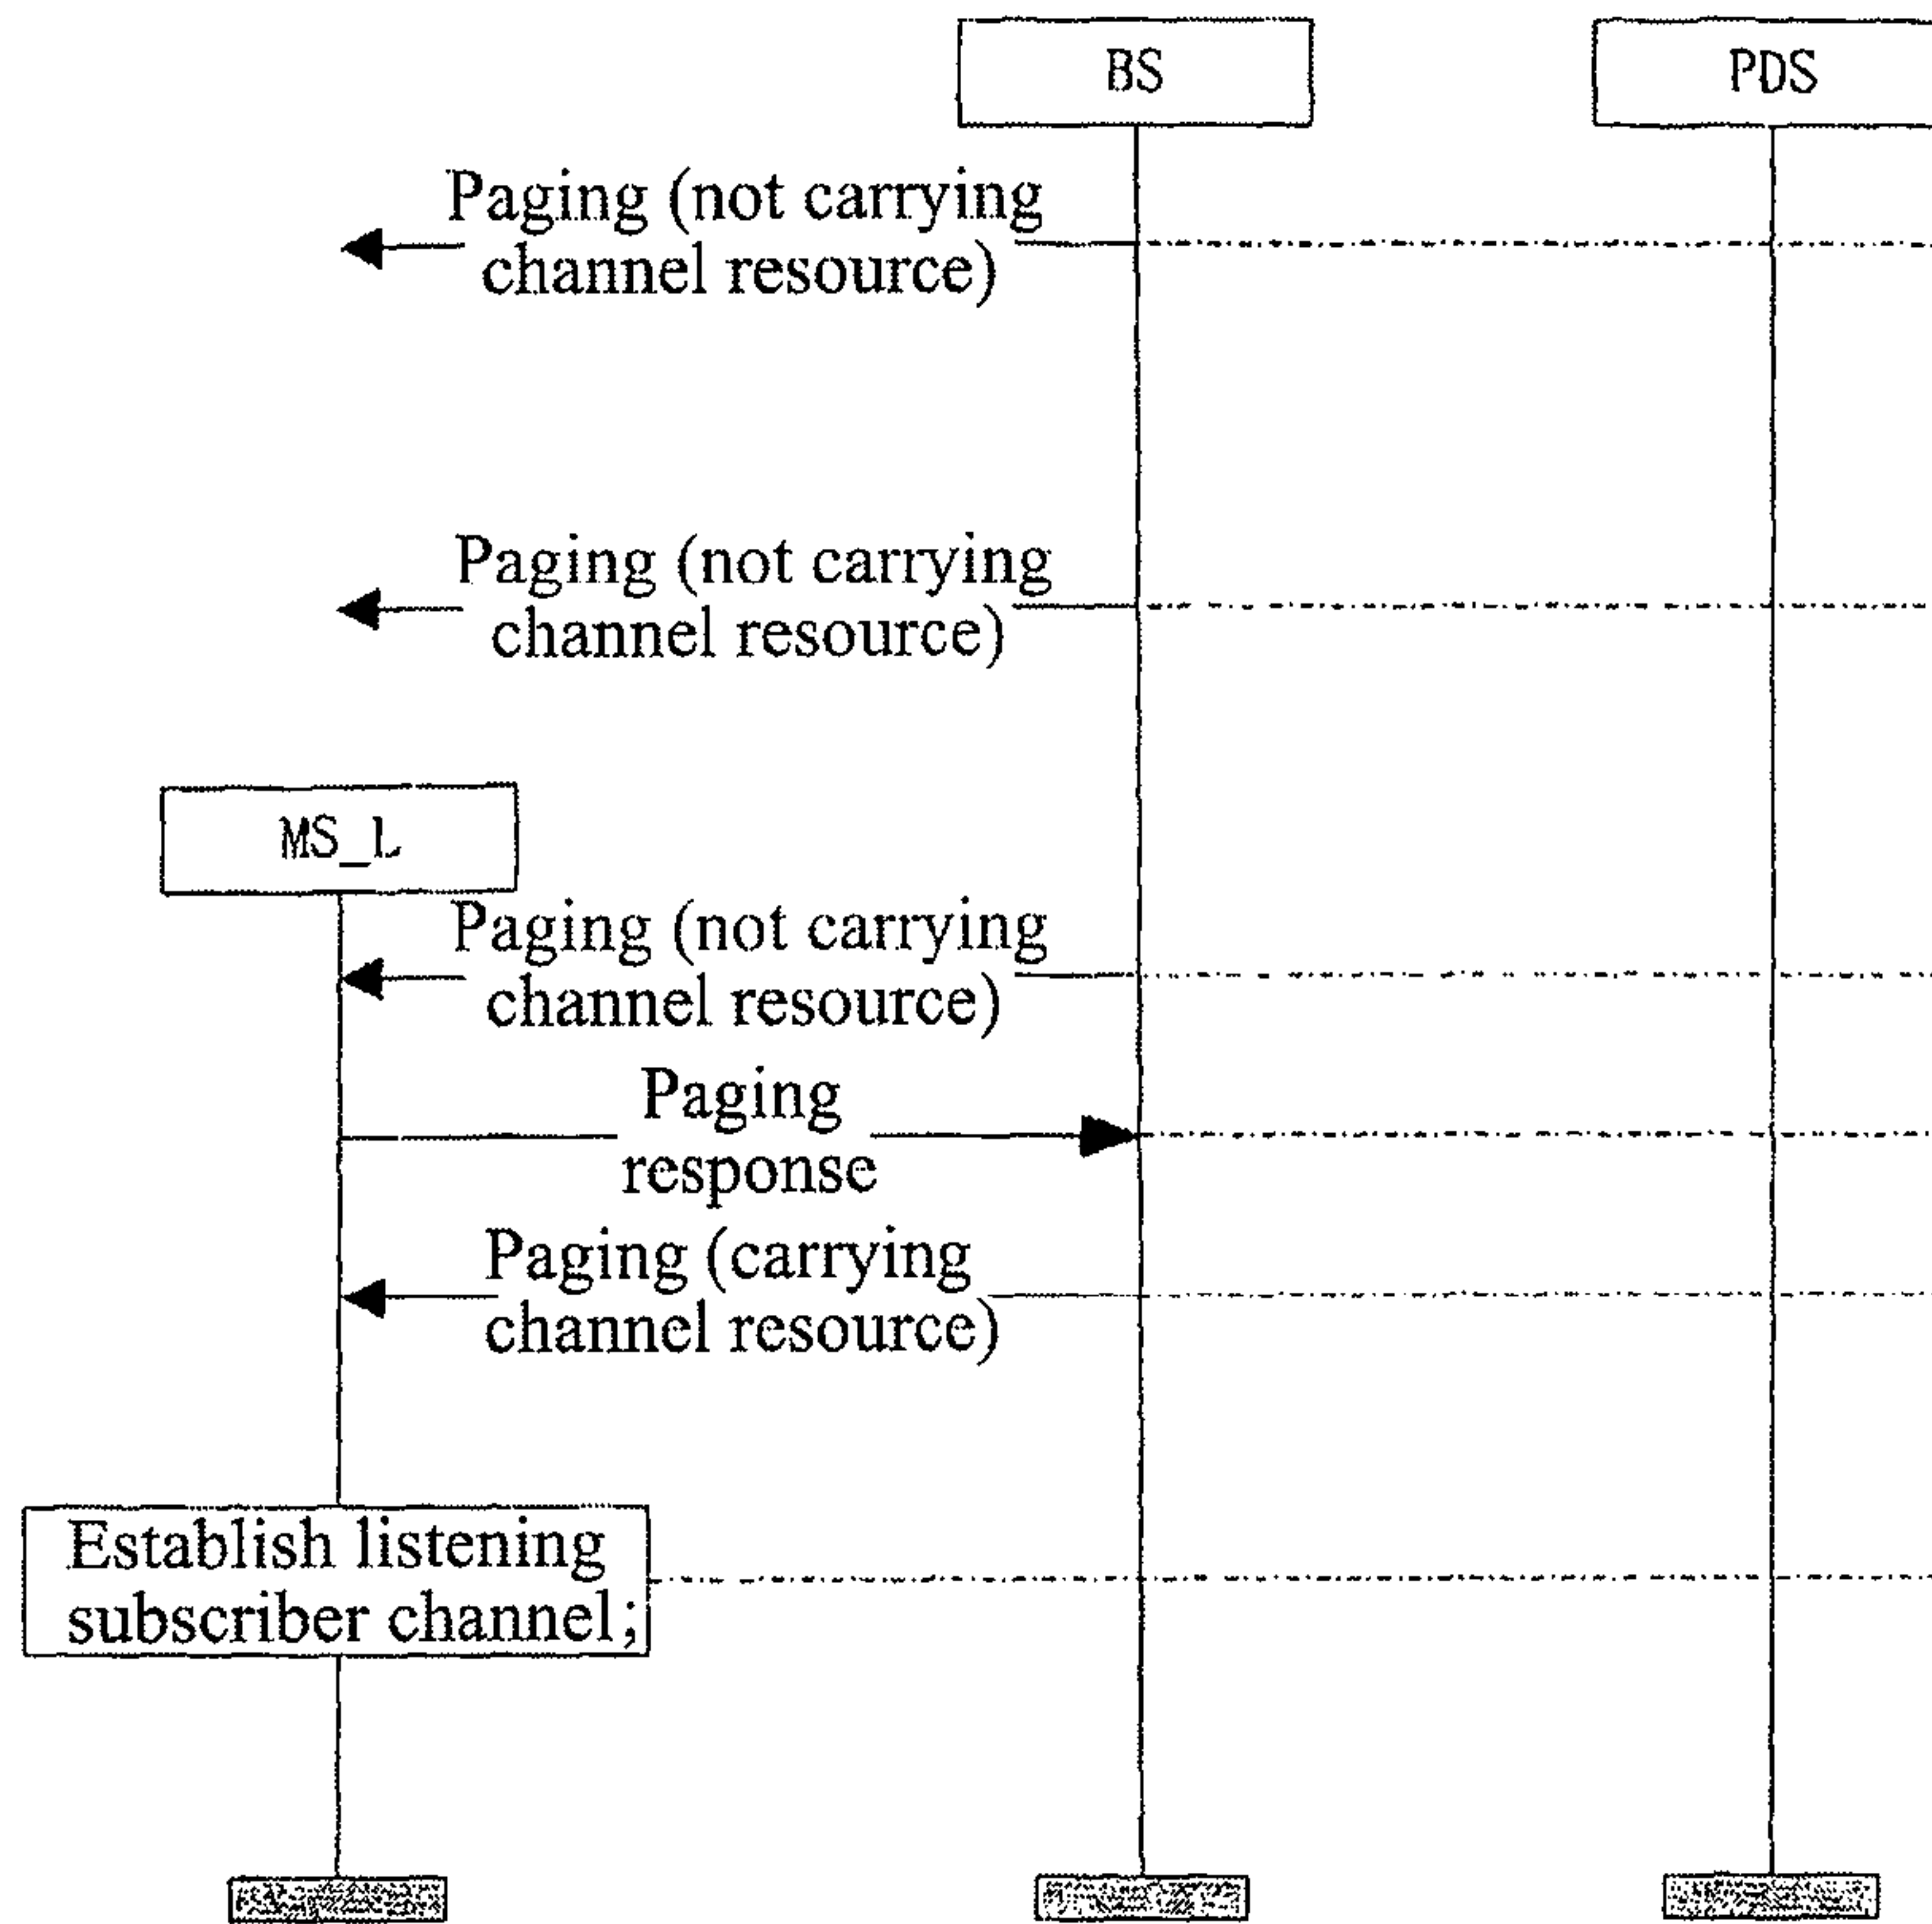 BS
PDS
Paging (not carrying
channel resource)
Paging (not carrying
channel resource)
MS_L
Paging (not carrying
channel resource)
Paging
response
Paging (carrying
channel resource)
Establish listening
subscriber channel;